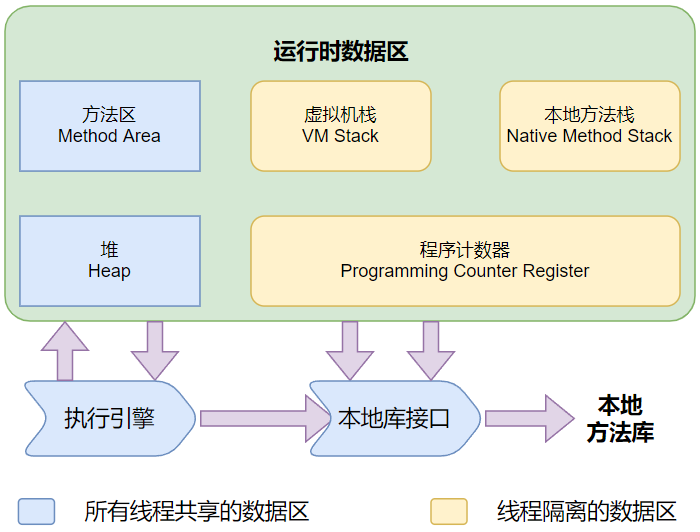 运行时数据区
方法区
Method Area
虚拟机栈
VM Stack
本地方法栈
Native Method Stack
堆
Heap
程序计数器
Programming Counter Register
执行引擎
本地库接口
本地
方法库
所有线程共享的数据区
线程隔离的数据区